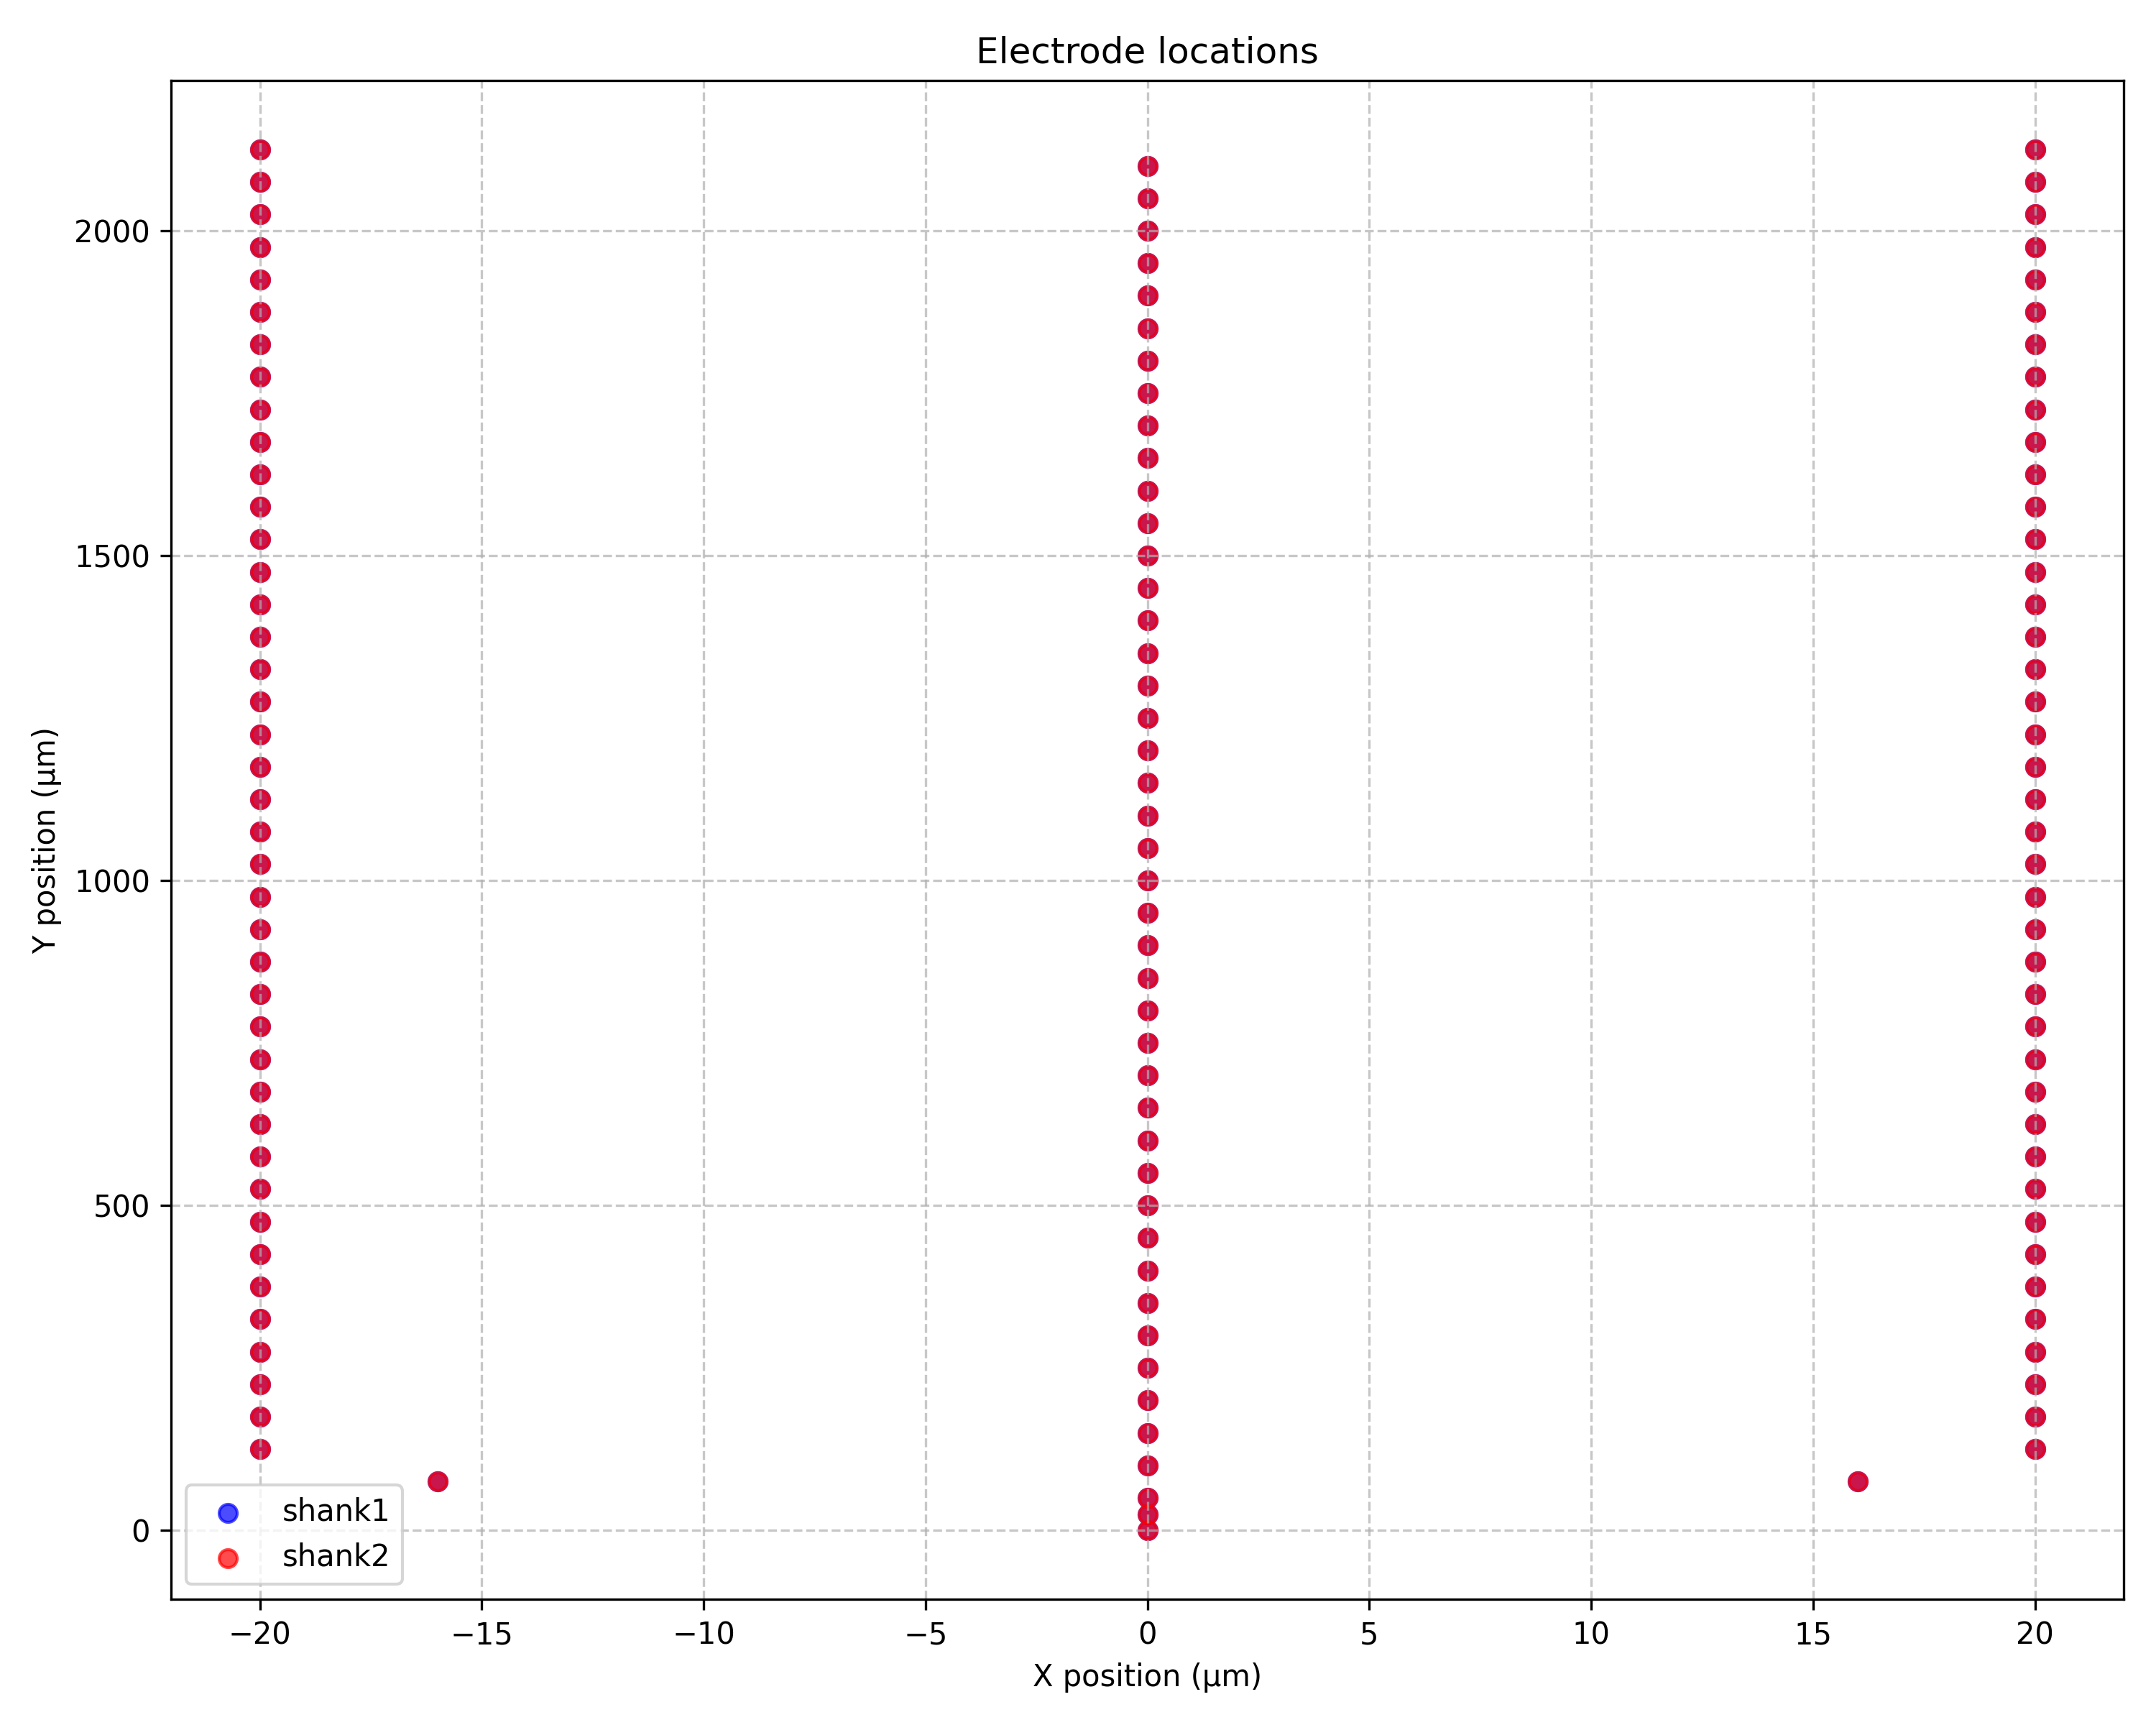 Electrode locations
Y position (µm)
2000
1500
1000
500
0
shank1
shank2
−20 −15 −10 −5 0 5 10 15 20
X position (µm)